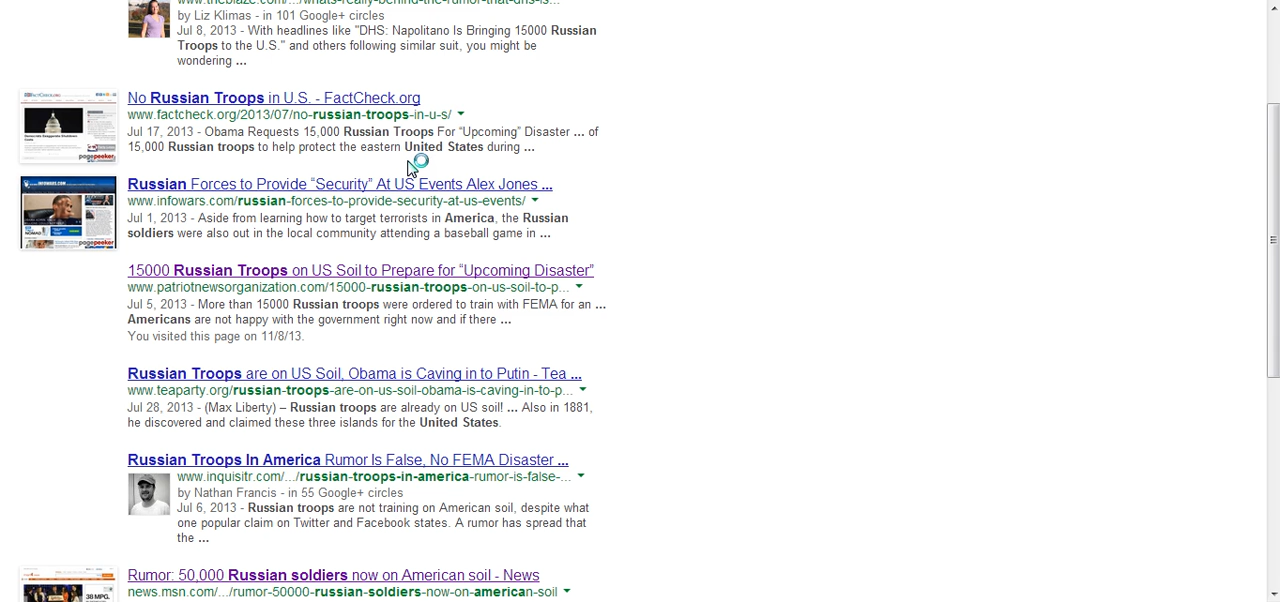 www.theblaze.com/.../whats-really-behind-the-rumor-that-dhs-is...
by Liz Klimas - in 101 Google+ circles
Jul 8, 2013 - With headlines like "DHS: Napolitano Is Bringing 15000 Russian
Troops to the U.S." and others following similar suit, you might be
wondering ...
No Russian Troops in U.S. - FactCheck.org
www.factcheck.org/2013/07/no-russian-troops-in-u-s/
Jul 17, 2013 - Obama Requests 15,000 Russian Troops For “Upcoming” Disaster ... of
15,000 Russian troops to help protect the eastern United States during ...
pagepeeker
Russian Forces to Provide “Security” At US Events Alex Jones ...
www.infowars.com/russian-forces-to-provide-security-at-us-events/
Jul 1, 2013 - Aside from learning how to target terrorists in America, the Russian
soldiers were also out in the local community attending a baseball game in ...
pagepeeker
15000 Russian Troops on US Soil to Prepare for “Upcoming Disaster”
www.patriotnewsorganization.com/15000-russian-troops-on-us-soil-to-p...
Jul 5, 2013 - More than 15000 Russian troops were ordered to train with FEMA for an ...
Americans are not happy with the government right now and if there ...
You visited this page on 11/8/13.
Russian Troops are on US Soil, Obama is Caving in to Putin - Tea ...
www.teaparty.org/russian-troops-are-on-us-soil-obama-is-caving-in-to-p...
Jul 28, 2013 - (Max Liberty) – Russian troops are already on US soil! ... Also in 1881,
he discovered and claimed these three islands for the United States.
Russian Troops In America Rumor Is False, No FEMA Disaster ...
www.inquisitr.com/.../russian-troops-in-america-rumor-is-false-...
by Nathan Francis - in 55 Google+ circles
Jul 6, 2013 - Russian troops are not training on American soil, despite what
one popular claim on Twitter and Facebook states. A rumor has spread that
the ...
Rumor: 50,000 Russian soldiers now on American soil - News
news.msn.com/.../rumor-50000-russian-soldiers-now-on-american-soil
38 MPG.